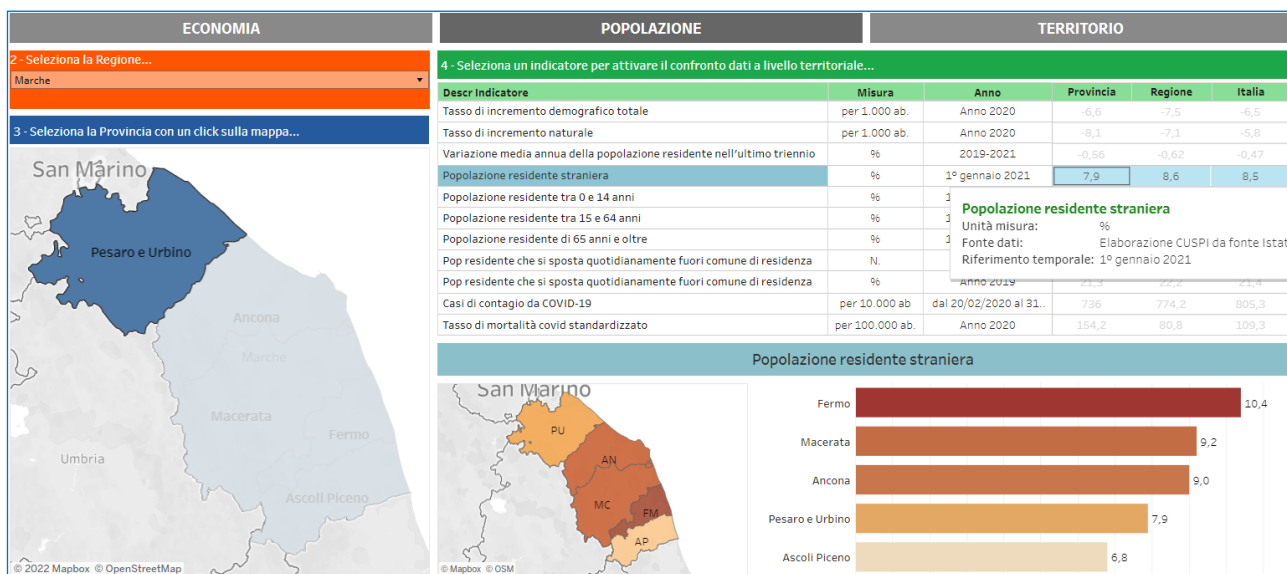 ECONOMIA POPOLAZIONE TERRITORIO
2 - Seleziona la Regione...
Marche
3 - Seleziona la Provincia con un click sulla mappa...
San Marino
Pesaro e Urbino
Ancona
Marche
Macerata
Fermo
Umbria
Ascoli Piceno
© 2022 Mapbox © OpenStreetMap
4 - Seleziona un indicatore per attivare il confronto dati a livello territoriale...
Descr Indicatore Misura Anno Provincia Regione Italia
Tasso di incremento demografico totale per 1.000 ab. Anno 2020 -6,6 -7,5 -6,5
Tasso di incremento naturale per 1.000 ab. Anno 2020 -8,1 -7,1 -5,8
Variazione media annua della popolazione residente nell'ultimo triennio % 2019-2021 -0,56 -0,62 -0,47
Popolazione residente straniera % 1° gennaio 2021 7,9 8,6 8,5
Popolazione residente tra 0 e 14 anni % 1
Popolazione residente tra 15 e 64 anni % 1
Popolazione residente di 65 anni e oltre % 1
Pop residente che si sposta quotidianamente fuori comune di residenza N.
Pop residente che si sposta quotidianamente fuori comune di residenza % Anno 2019 21,3 22,2 21,4
Casi di contagio da COVID-19 per 10.000 ab dal 20/02/2020 al 31.. 736 774,2 805,3
Tasso di mortalità covid standardizzato per 100.000 ab. Anno 2020 154,2 80,8 109,3
Popolazione residente straniera
Unità misura: %
Fonte dati: Elaborazione CUSPI da fonte Istat
Riferimento temporale: 1° gennaio 2021
Popolazione residente straniera
San Marino
PU
AN
MC
FM
AP
© Mapbox © OSM
Fermo 10,4
Macerata 9,2
Ancona 9,0
Pesaro e Urbino 7,9
Ascoli Piceno 6,8